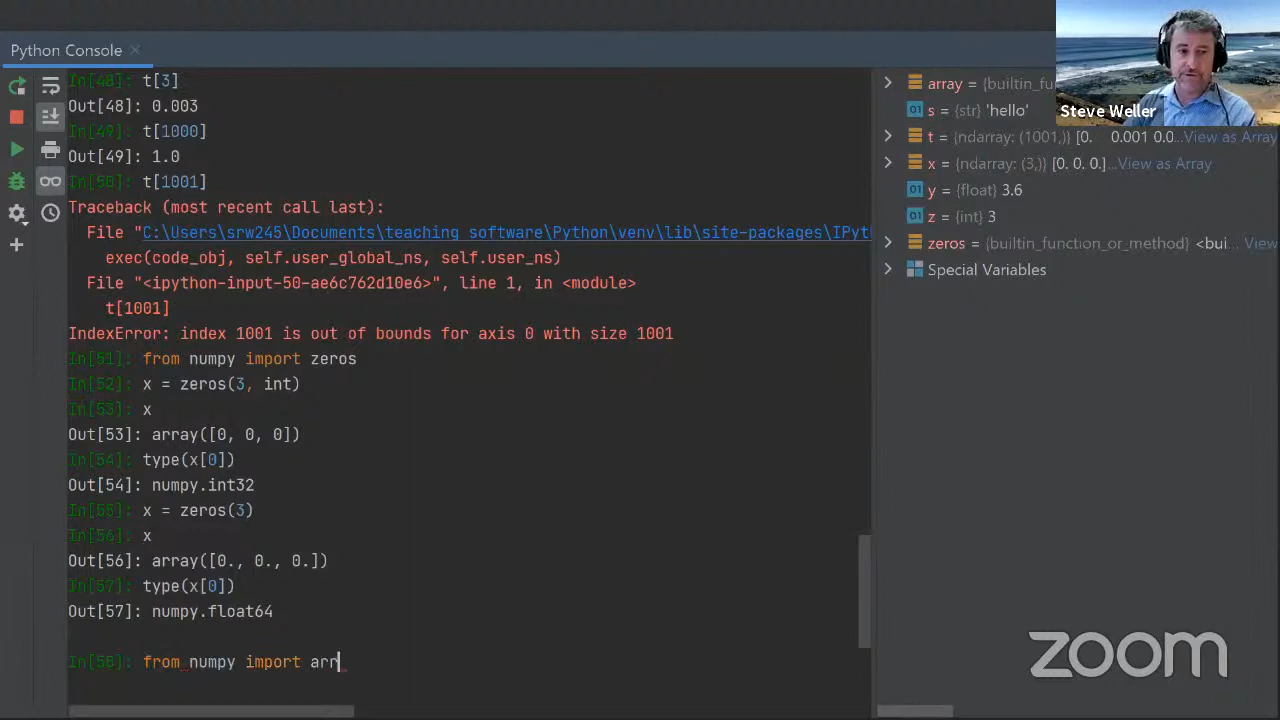 Python Console
In[48]: t[3]
Out[48]: 0.003
In[49]: t[1000]
Out[49]: 1.0
In[50]: t[1001]
Traceback (most recent call last):
File "C:\Users\srw245\Documents\teaching software\Python\venv\lib\site-packages\IPyth
exec(code_obj, self.user_global_ns, self.user_ns)
File "<ipython-input-50-ae6c762d10e6>", line 1, in <module>
t[1001]
IndexError: index 1001 is out of bounds for axis 0 with size 1001
In[51]: from numpy import zeros
In[52]: x = zeros(3, int)
In[53]: x
Out[53]: array([0, 0, 0])
In[54]: type(x[0])
Out[54]: numpy.int32
In[55]: x = zeros(3)
In[56]: x
Out[56]: array([0., 0., 0.])
In[57]: type(x[0])
Out[57]: numpy.float64
In[58]: from numpy import arr
array = {builtin_fu
s = {str} 'hello'
t = {ndarray: (1001,)} [0. 0.001 0.0...View as Array
x = {ndarray: (3,)} [0. 0. 0.]...View as Array
y = {float} 3.6
z = {int} 3
zeros = {builtin_function_or_method} <bui... View
Special Variables
Steve Weller
zoom